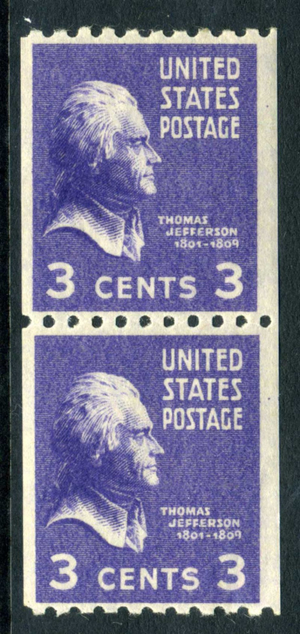 UNITED
STATES
POSTAGE
THOMAS
JEFFERSON
1801-1809
3 CENTS 3
UNITED
STATES
POSTAGE
THOMAS
JEFFERSON
1801-1809
3 CENTS 3